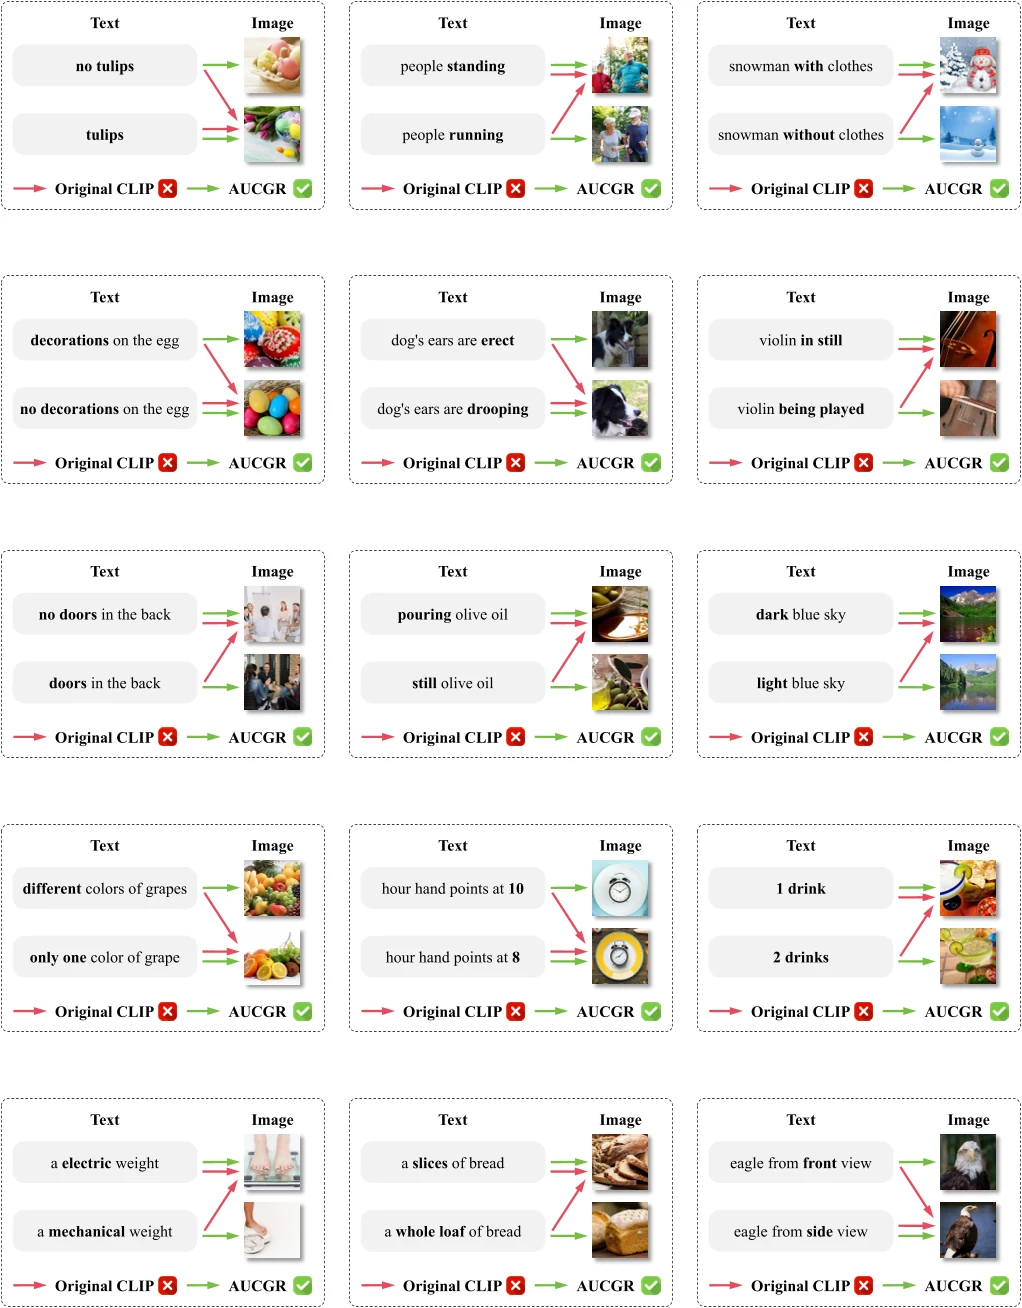 Text Image
no tulips
tulips
Original CLIP AUCGR
Text Image
people standing
people running
Original CLIP AUCGR
Text Image
snowman with clothes
snowman without clothes
Original CLIP AUCGR
Text Image
decorations on the egg
no decorations on the egg
Original CLIP AUCGR
Text Image
dog's ears are erect
dog's ears are drooping
Original CLIP AUCGR
Text Image
violin in still
violin being played
Original CLIP AUCGR
Text Image
no doors in the back
doors in the back
Original CLIP AUCGR
Text Image
pouring olive oil
still olive oil
Original CLIP AUCGR
Text Image
dark blue sky
light blue sky
Original CLIP AUCGR
Text Image
different colors of grapes
only one color of grape
Original CLIP AUCGR
Text Image
hour hand points at 10
hour hand points at 8
Original CLIP AUCGR
Text Image
1 drink
2 drinks
Original CLIP AUCGR
Text Image
a electric weight
a mechanical weight
Original CLIP AUCGR
Text Image
a slices of bread
a whole loaf of bread
Original CLIP AUCGR
Text Image
eagle from front view
eagle from side view
Original CLIP AUCGR